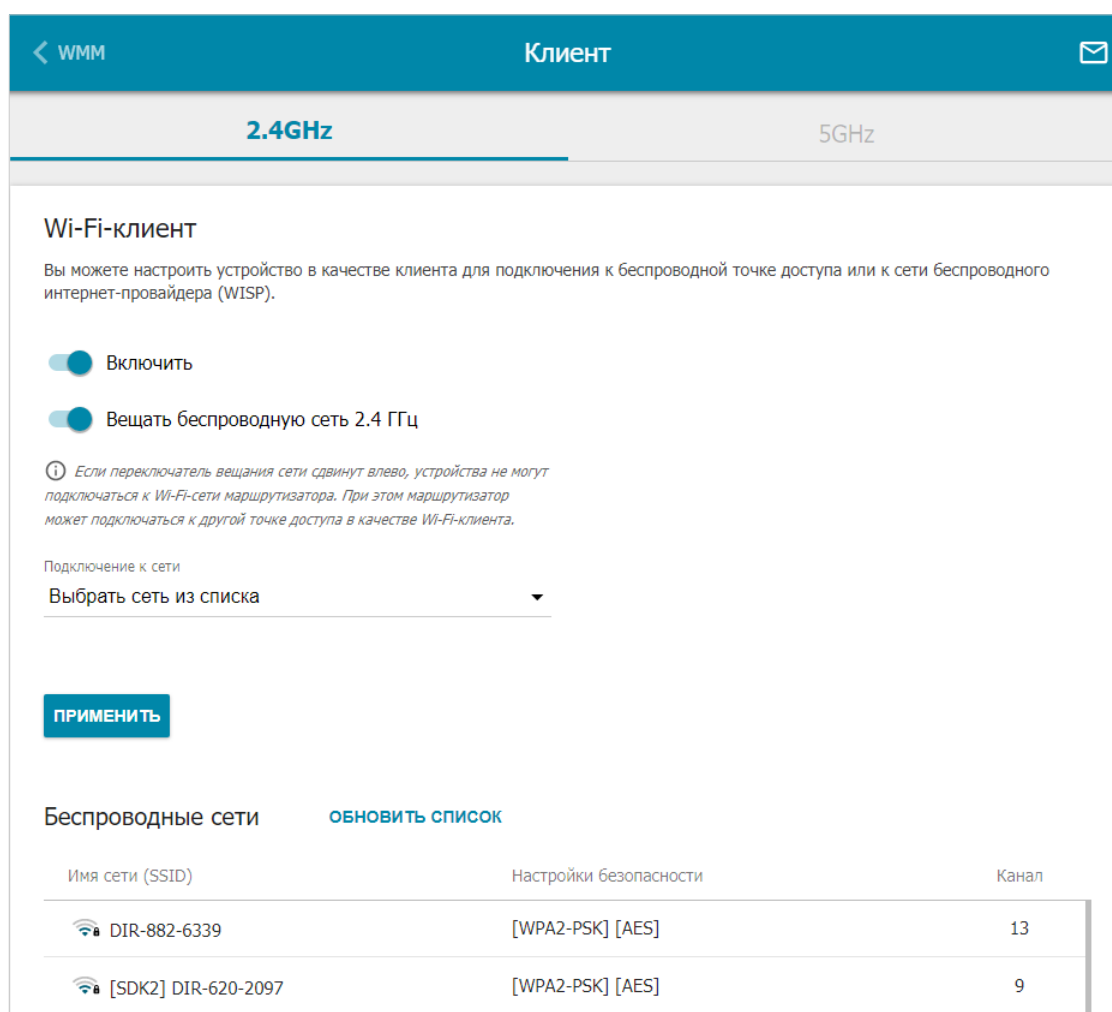 WMM
Клиент
2.4GHz
5GHz
Wi-Fi-клиент
Вы можете настроить устройство в качестве клиента для подключения к беспроводной точке доступа или к сети беспроводного
интернет-провайдера (WISP).
Включить
Вещать беспроводную сеть 2.4 ГГц
Если переключатель вещания сети сдвинут влево, устройства не могут
подключаться к Wi-Fi-сети маршрутизатора. При этом маршрутизатор
может подключаться к другой точке доступа в качестве Wi-Fi-клиента.
Подключение к сети
Выбрать сеть из списка
ПРИМЕНИТЬ
Беспроводные сети ОБНОВИТЬ СПИСОК
Имя сети (SSID) Настройки безопасности Канал
DIR-882-6339 [WPA2-PSK] [AES] 13
[SDK2] DIR-620-2097 [WPA2-PSK] [AES] 9